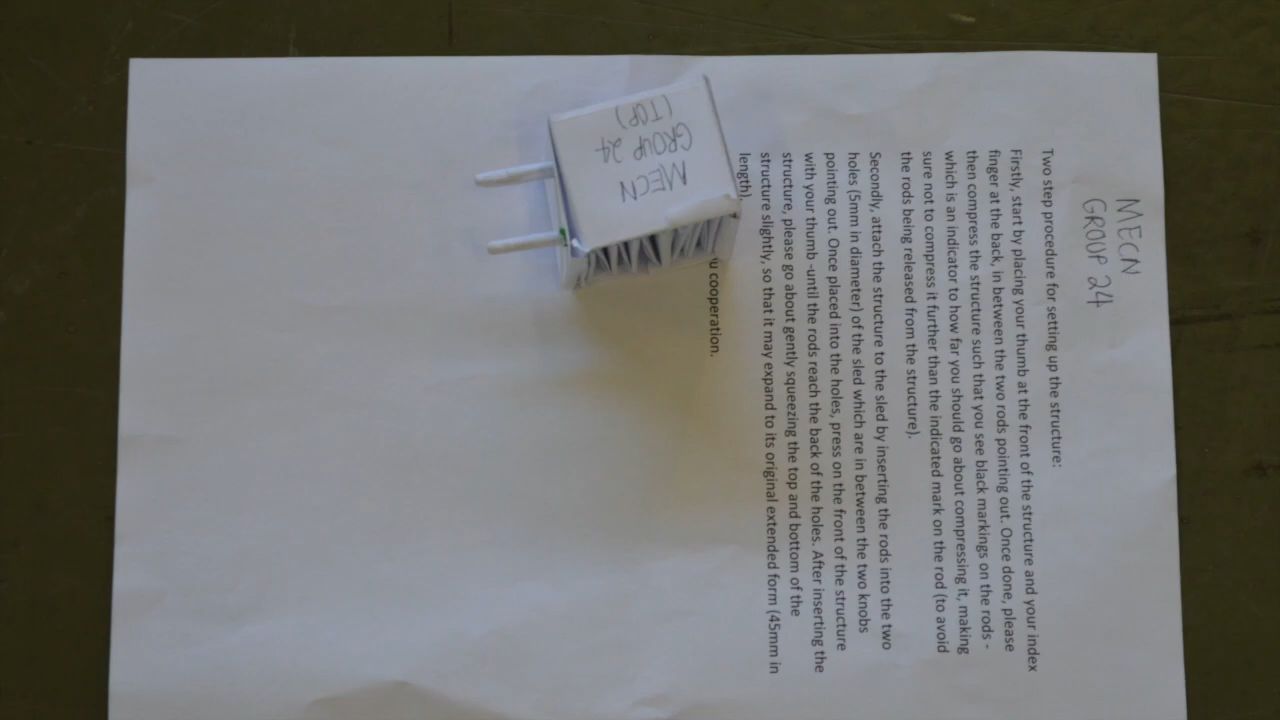 MECN
GROUP 24
Two step procedure for setting up the structure:
Firstly, start by placing your thumb at the front of the structure and your index
finger at the back, in between the two rods pointing out. Once done, please
then compress the structure such that you see black markings on the rods -
which is an indicator to how far you should go about compressing it, making
sure not to compress it further than the indicated mark on the rod (to avoid
the rods being released from the structure).
Secondly, attach the structure to the sled by inserting the rods into the two
holes (5mm in diameter) of the sled which are in between the two knobs
pointing out. Once placed into the holes, press on the front of the structure
with your thumb -until the rods reach the back of the holes. After inserting the
structure, please go about gently squeezing the top and bottom of the
structure slightly, so that it may expand to its original extended form (45mm in
length).
cooperation.
MECN
GROUP 24
(TOP)